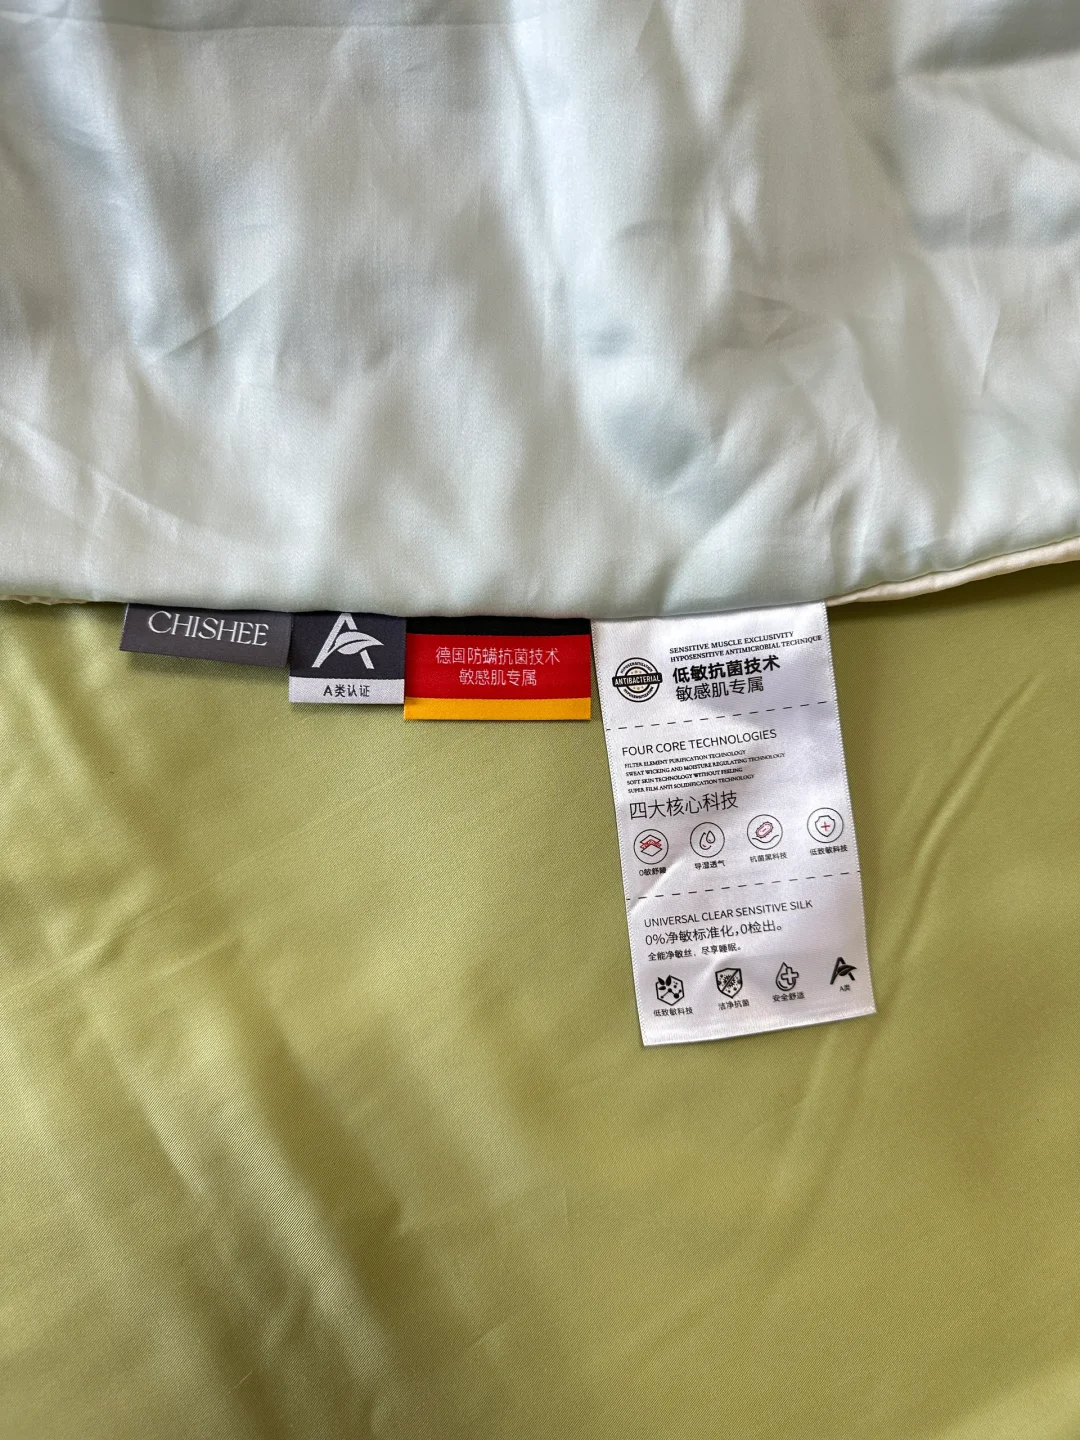 CHISHEE
A类认证
德国防螨抗菌技术
敏感肌专属
SENSITIVE MUSCLE EXCLUSIVITY
HYPOSENSITIVE ANTIMICROBIAL TECHNIQUE
ANTIBACTERIAL
低敏抗菌技术
敏感肌专属
FOUR CORE TECHNOLOGIES
FILTER ELEMENT PURIFICATION TECHNOLOGY
SWEAT WICKING AND MOISTURE REGULATING TECHNOLOGY
SOFT SKIN TECHNOLOGY WITHOUT FEELING
SUPER FILM ANTI SOLIDIFICATION TECHNOLOGY
四大核心科技
0敏舒睡 导湿透气 抗菌黑科技 低致敏科技
UNIVERSAL CLEAR SENSITIVE SILK
0%净敏标准化,0检出。
全能净敏丝，尽享睡眠。
低致敏科技 洁净抗菌 安全舒适 A类